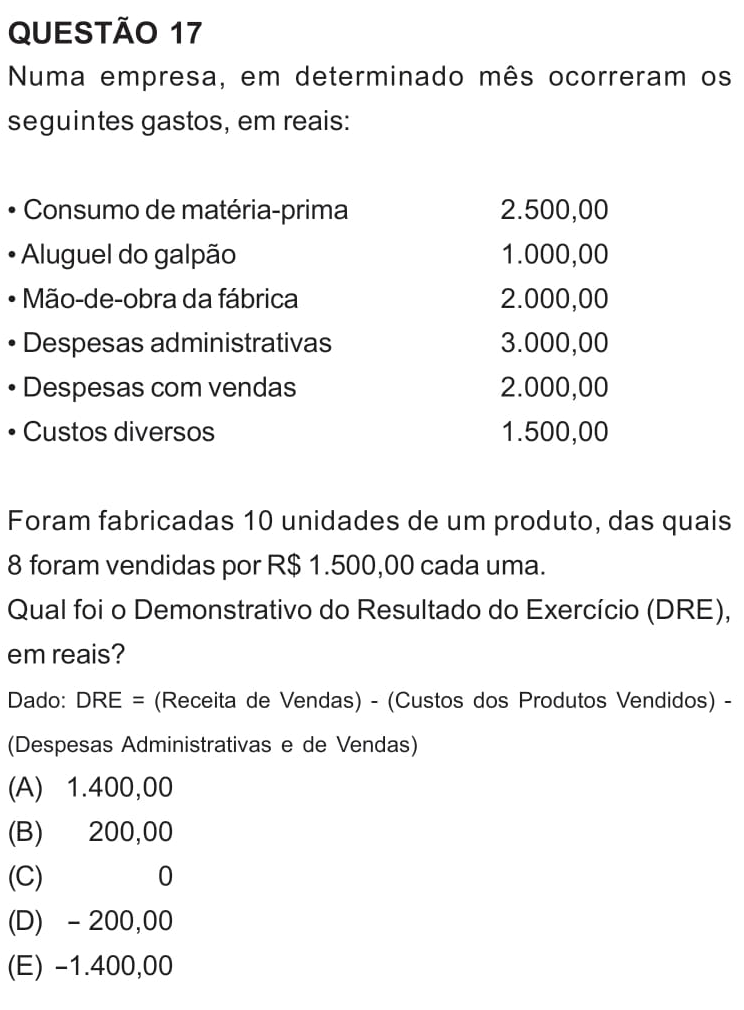 QUESTÃO 17
Numa empresa, em determinado mês ocorreram os
seguintes gastos, em reais:
• Consumo de matéria-prima 2.500,00
• Aluguel do galpão 1.000,00
• Mão-de-obra da fábrica 2.000,00
• Despesas administrativas 3.000,00
• Despesas com vendas 2.000,00
• Custos diversos 1.500,00
Foram fabricadas 10 unidades de um produto, das quais
8 foram vendidas por R$ 1.500,00 cada uma.
Qual foi o Demonstrativo do Resultado do Exercício (DRE),
em reais?
Dado: DRE = (Receita de Vendas) - (Custos dos Produtos Vendidos) -
(Despesas Administrativas e de Vendas)
(A) 1.400,00
(B) 200,00
(C) 0
(D) – 200,00
(E) –1.400,00